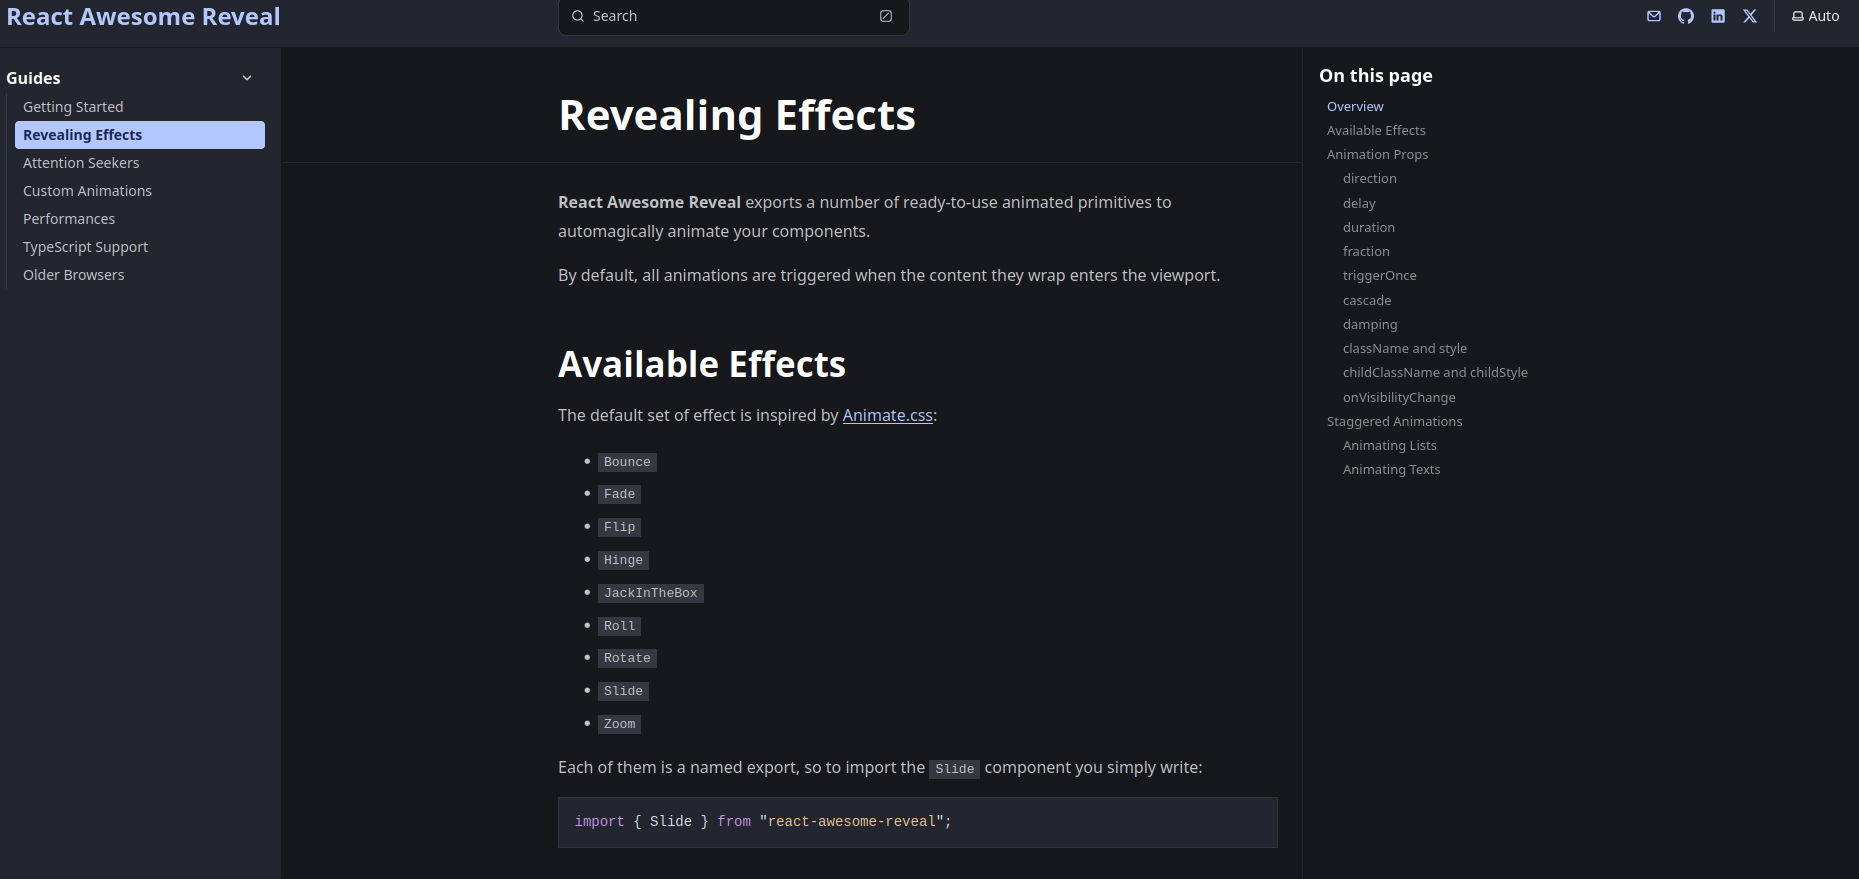 React Awesome Reveal
Search
Auto
Guides
Getting Started
Revealing Effects
Attention Seekers
Custom Animations
Performances
TypeScript Support
Older Browsers
Revealing Effects
React Awesome Reveal exports a number of ready-to-use animated primitives to
automagically animate your components.
By default, all animations are triggered when the content they wrap enters the viewport.
Available Effects
The default set of effect is inspired by Animate.css:
Bounce
Fade
Flip
Hinge
JackInTheBox
Roll
Rotate
Slide
Zoom
Each of them is a named export, so to import the Slide component you simply write:
import { Slide } from "react-awesome-reveal";
On this page
Overview
Available Effects
Animation Props
direction
delay
duration
fraction
triggerOnce
cascade
damping
className and style
childClassName and childStyle
onVisibilityChange
Staggered Animations
Animating Lists
Animating Texts